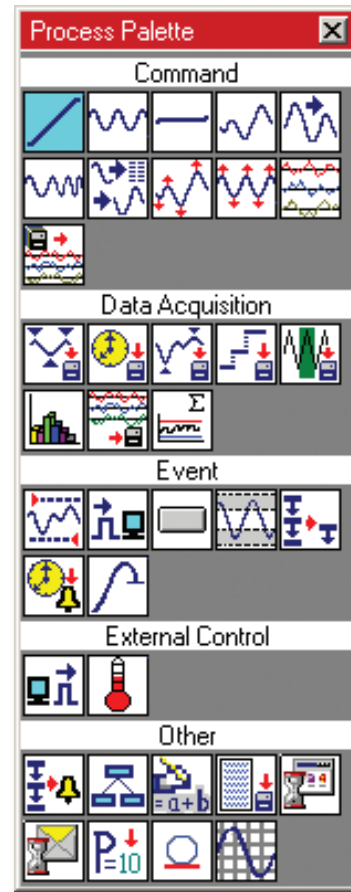 Process Palette
Command
Data Acquisition
Σ
Event
External Control
Other
= a+b
P=10